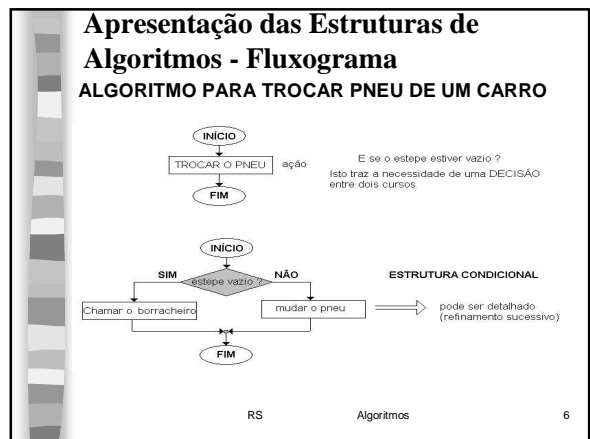 Apresentação das Estruturas de
Algoritmos - Fluxograma
ALGORITMO PARA TROCAR PNEU DE UM CARRO
INÍCIO
TROCAR O PNEU
ação
FIM
E se o estepe estiver vazio ?
Isto traz a necessidade de uma DECISÃO
entre dois cursos
INÍCIO
SIM
estepe vazio ?
NÃO
Chamar o borracheiro
mudar o pneu
FIM
ESTRUTURA CONDICIONAL
pode ser detalhado
(refinamento sucessivo)
RS
Algoritmos
6